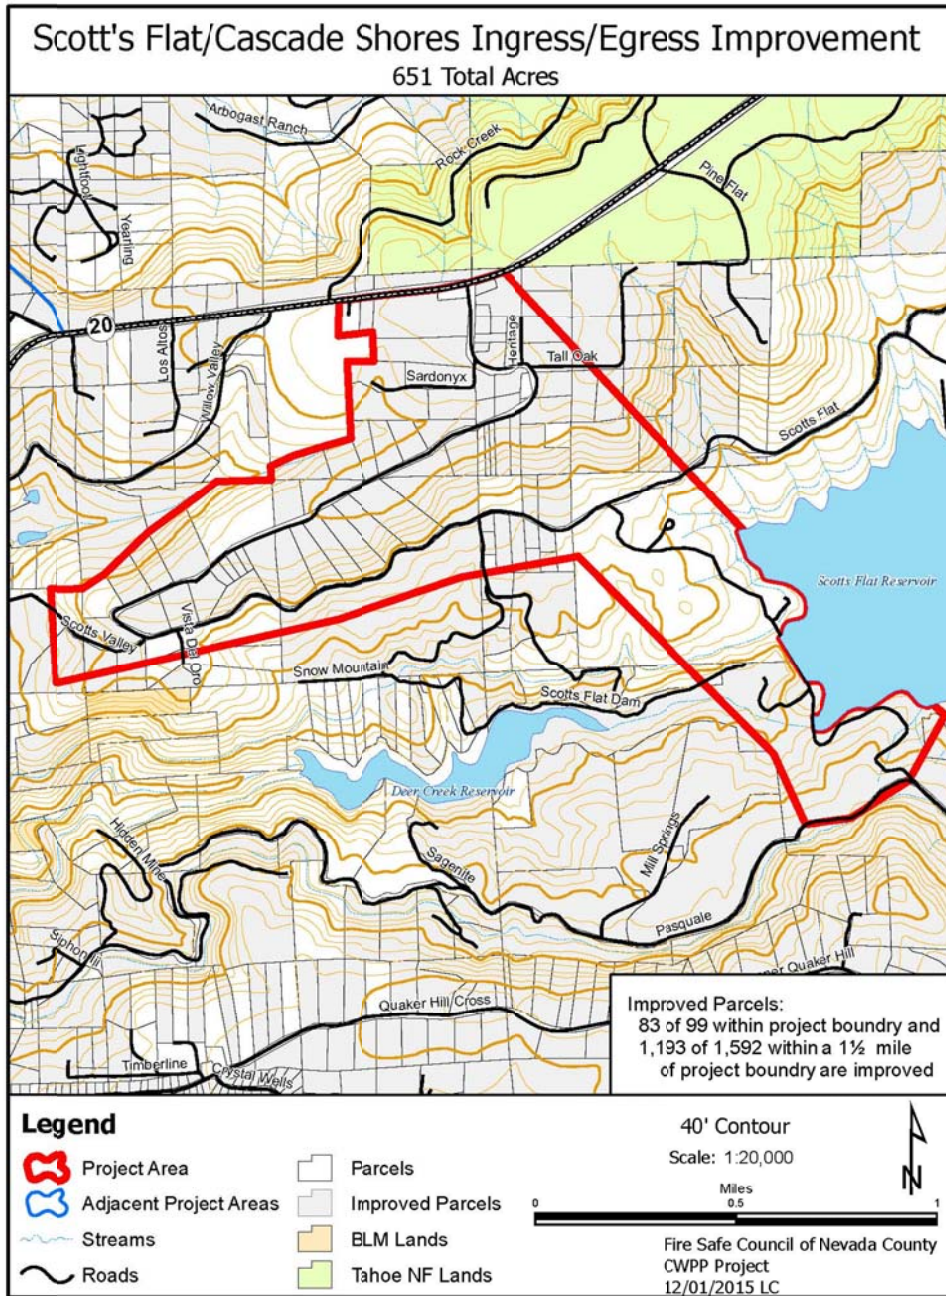 Scott's Flat/Cascade Shores Ingress/Egress Improvement
651 Total Acres
Arbogast Ranch
Rock Creek
Pine Flat
Lightfoot
Yearling
20
Los Altos
Willow Valley
Heritage
Tall Oak
Sardonyx
Scotts Flat
Scotts Flat Reservoir
Scotts Valley
Vista Del Oro
Snow Mountain
Scotts Flat Dam
Deer Creek Reservoir
Hidden Mine
Sagenite
Mill Springs
Pasquale
Quaker Hill
Quaker Hill Cross
Timberline
Crystal Wells
Improved Parcels:
83 of 99 within project boundry and
1,193 of 1,592 within a 1½ mile
of project boundry are improved
Legend
Project Area
Adjacent Project Areas
Streams
Roads
Parcels
Improved Parcels
BLM Lands
Tahoe NF Lands
40' Contour
Scale: 1:20,000
Miles
0 0.5 1
N
Fire Safe Council of Nevada County
CWPP Project
12/01/2015 LC